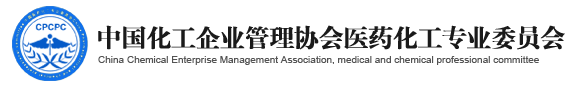 CPCPC
中国化工企业管理协会医药化工专业委员会
China Chemical Enterprise Management Association, medical and chemical professional committee